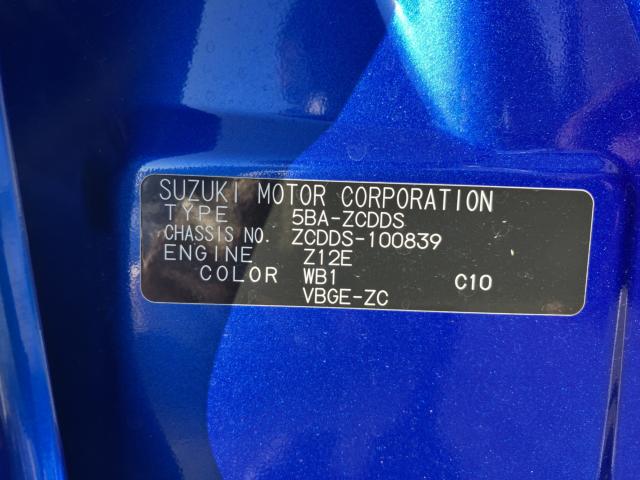 SUZUKI MOTOR CORPORATION
TYPE 5BA-ZCDDS
CHASSIS NO. ZCDDS-100839
ENGINE Z12E
COLOR WB1 C10
VBGE-ZC